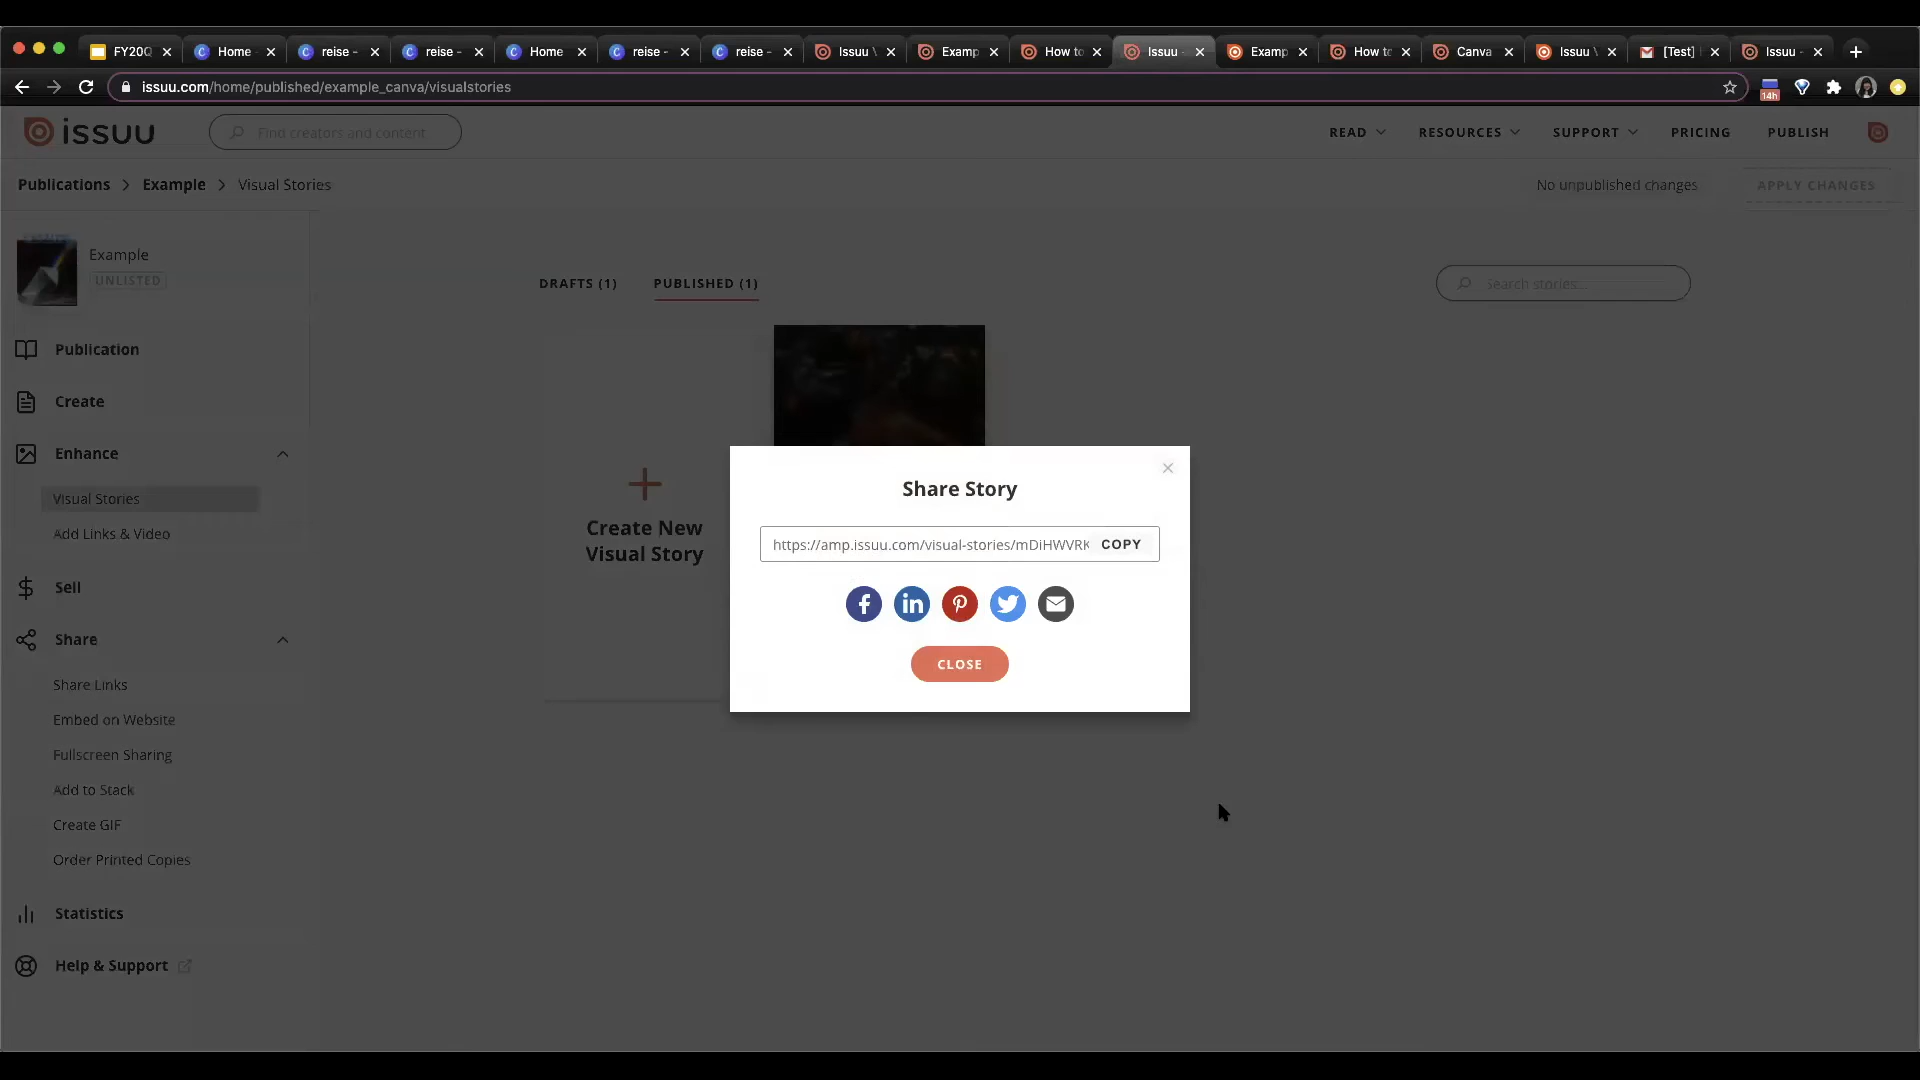 FY20Q
Home
reise -
reise -
Home
reise -
reise -
Issuu \
Examp
How to
Issuu -
Examp
How to
Canva
Issuu \
[Test]
Issuu -
issuu.com/home/published/example_canva/visualstories
14h
issuu
Find creators and content
READ
RESOURCES
SUPPORT
PRICING
PUBLISH
Publications > Example > Visual Stories
No unpublished changes
APPLY CHANGES
Example
UNLISTED
DRAFTS (1)
PUBLISHED (1)
Search stories...
Publication
Create
Enhance
Visual Stories
Add Links & Video
Sell
Share
Share Links
Embed on Website
Fullscreen Sharing
Add to Stack
Create GIF
Order Printed Copies
Statistics
Help & Support
Create New
Visual Story
Share Story
https://amp.issuu.com/visual-stories/mDiHWVRK
COPY
CLOSE